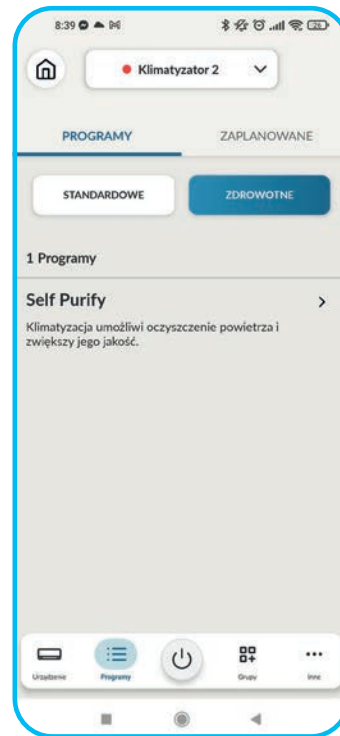 8:39
26
Klimatyzator 2
PROGRAMY
ZAPLANOWANE
STANDARDOWE
ZDROWOTNE
1 Programy
Self Purify
Klimatyzacja umożliwi oczyszczenie powietrza i
zwiększy jego jakość.
Urządzenie
Programy
Grupy
Inne